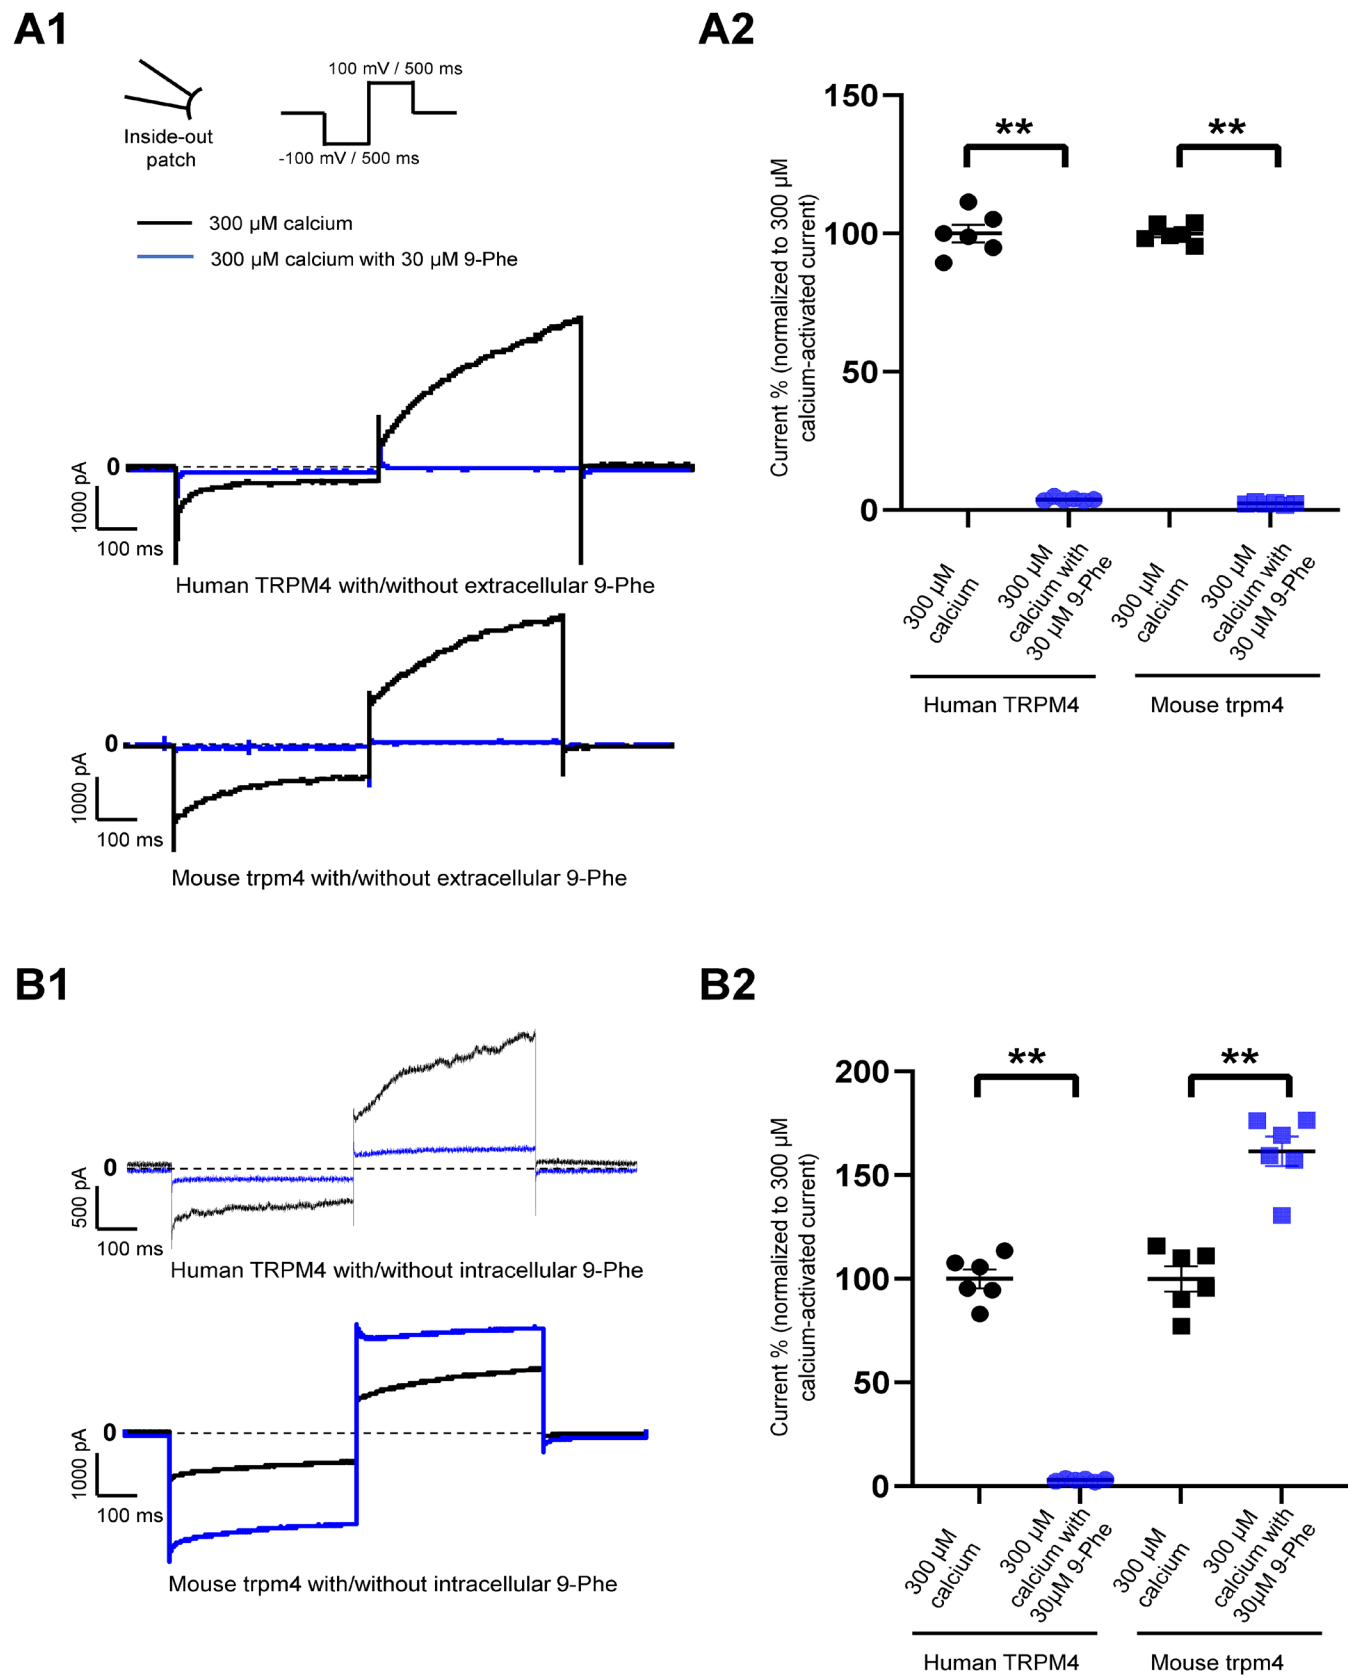 A1
100 mV / 500 ms
Inside-out
patch
-100 mV / 500 ms
300 µM calcium
300 µM calcium with 30 µM 9-Phe
0
1000 pA
100 ms
Human TRPM4 with/without extracellular 9-Phe
0
1000 pA
100 ms
Mouse trpm4 with/without extracellular 9-Phe
A2
Current % (normalized to 300 µM
calcium-activated current)
150
100
50
0
**
**
300 µM
calcium
300 µM
calcium with
30 µM 9-Phe
300 µM
calcium
300 µM
calcium with
30 µM 9-Phe
Human TRPM4
Mouse trpm4
B1
0
500 pA
100 ms
Human TRPM4 with/without intracellular 9-Phe
0
1000 pA
100 ms
Mouse trpm4 with/without intracellular 9-Phe
B2
Current % (normalized to 300 µM
calcium-activated current)
200
150
100
50
0
**
**
300 µM
calcium
300 µM
calcium with
30µM 9-Phe
300 µM
calcium
300 µM
calcium with
30µM 9-Phe
Human TRPM4
Mouse trpm4